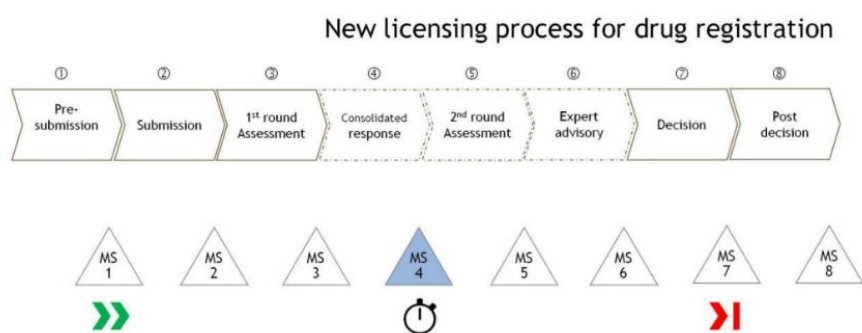 New licensing process for drug registration
① ② ③ ④ ⑤ ⑥ ⑦ ⑧
Pre-
submission
Submission
1st round
Assessment
Consolidated
response
2nd round
Assessment
Expert
advisory
Decision
Post
decision
MS
1
MS
2
MS
3
MS
4
MS
5
MS
6
MS
7
MS
8